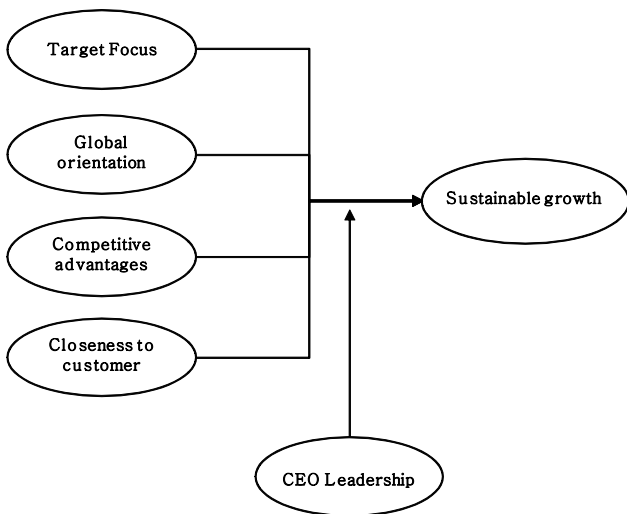 Target Focus
Global
orientation
Sustainable growth
Competitive
advantages
Closeness to
customer
CEO Leadership